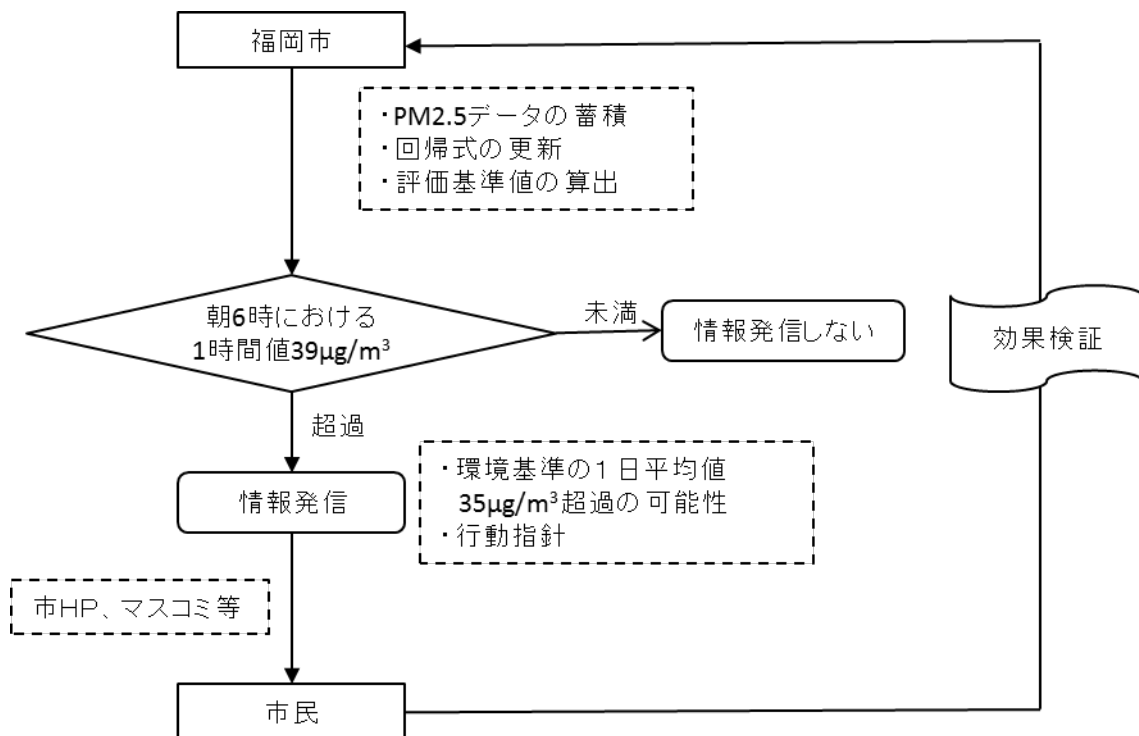 福岡市
・PM2.5データの蓄積
・回帰式の更新
・評価基準値の算出
朝6時における
1時間値39μg/m³
未満
情報発信しない
効果検証
超過
情報発信
・環境基準の１日平均値
35μg/m³超過の可能性
・行動指針
市ＨＰ、マスコミ等
市民